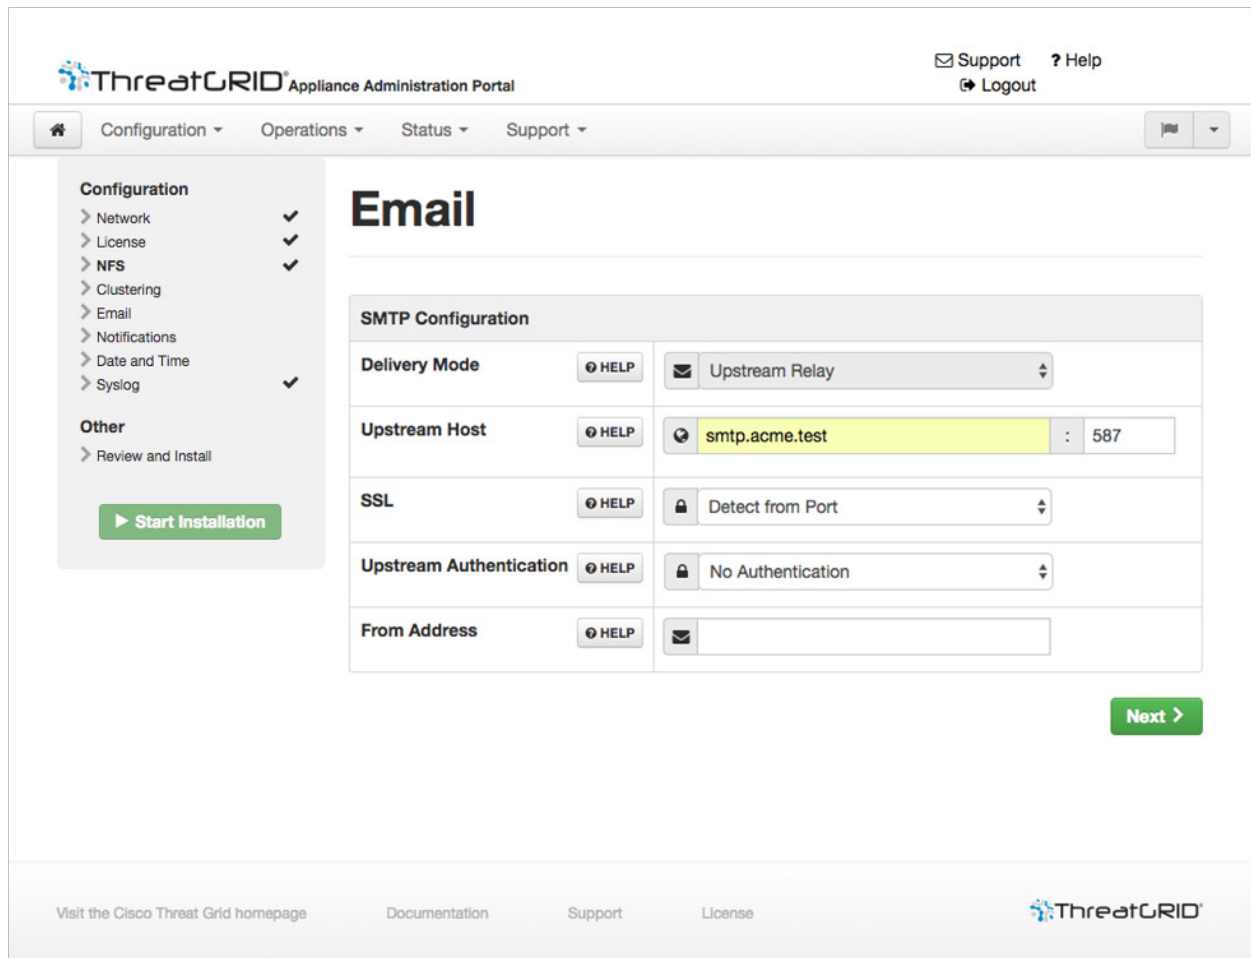 ThreatGRID® Appliance Administration Portal
Support ? Help
Logout
Configuration Operations Status Support
Configuration
Network
License
NFS
Clustering
Email
Notifications
Date and Time
Syslog
Other
Review and Install
Start Installation
Email
SMTP Configuration
Delivery Mode HELP Upstream Relay
Upstream Host HELP smtp.acme.test : 587
SSL HELP Detect from Port
Upstream Authentication HELP No Authentication
From Address HELP
Next
Visit the Cisco Threat Grid homepage Documentation Support License ThreatGRID®